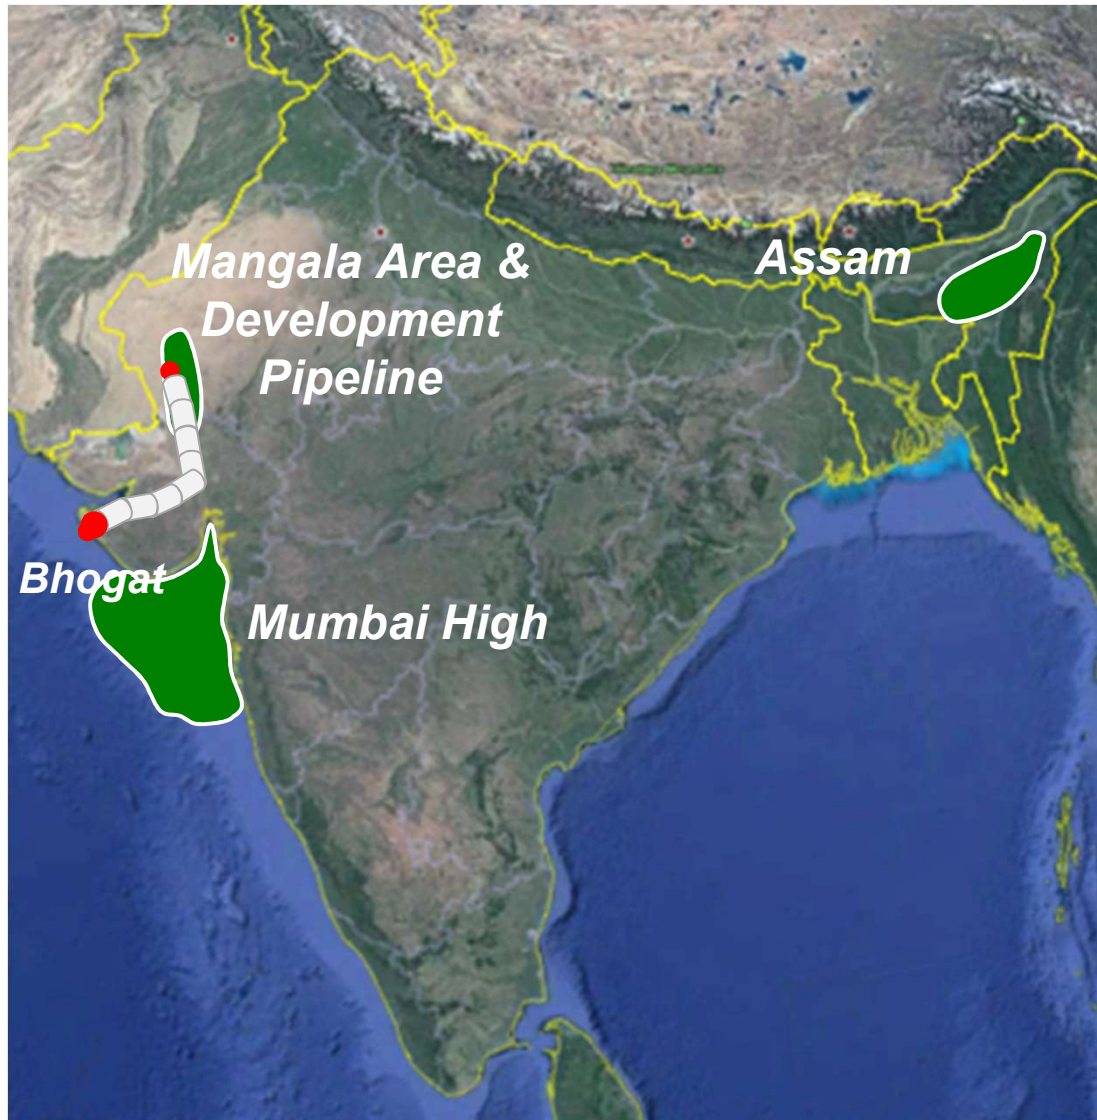 Mangala Area &
Development
Pipeline
Assam
Bhogat
Mumbai High